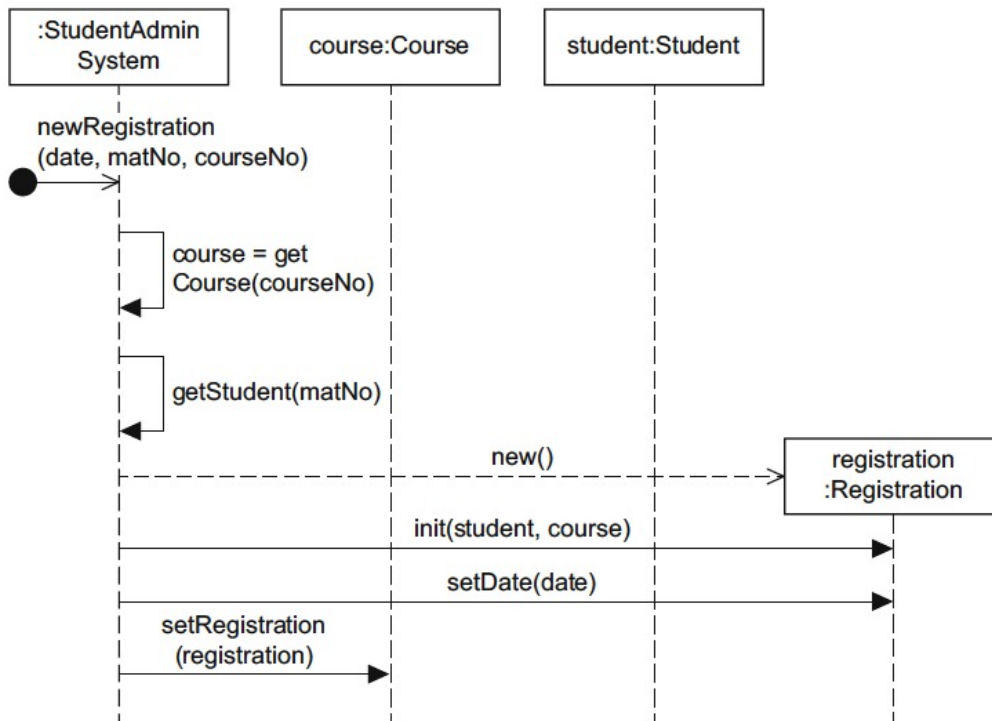 :StudentAdmin
System
course:Course
student:Student
newRegistration
(date, matNo, courseNo)
course = get
Course(courseNo)
getStudent(matNo)
new()
registration
:Registration
init(student, course)
setDate(date)
setRegistration
(registration)